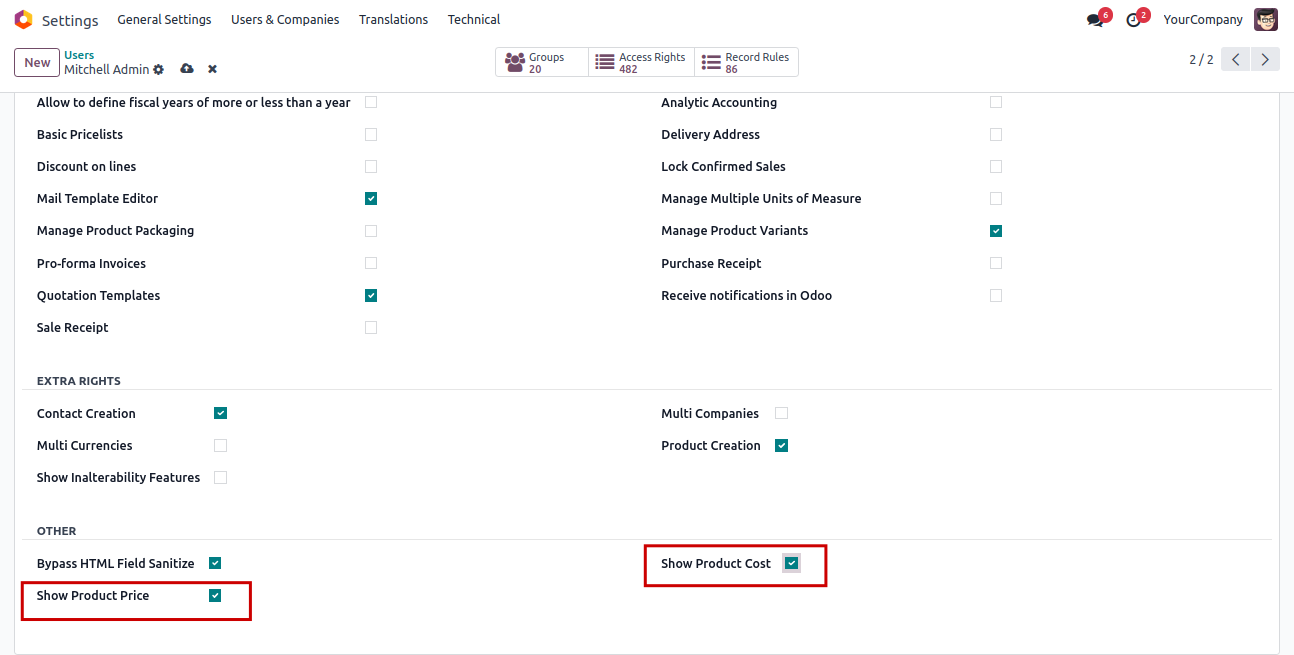 Settings General Settings Users & Companies Translations Technical 6 2 YourCompany
New Users Mitchell Admin Groups 20 Access Rights 482 Record Rules 86 2 / 2
Allow to define fiscal years of more or less than a year Analytic Accounting
Basic Pricelists Delivery Address
Discount on lines Lock Confirmed Sales
Mail Template Editor Manage Multiple Units of Measure
Manage Product Packaging Manage Product Variants
Pro-forma Invoices Purchase Receipt
Quotation Templates Receive notifications in Odoo
Sale Receipt
EXTRA RIGHTS
Contact Creation Multi Companies
Multi Currencies Product Creation
Show Inalterability Features
OTHER
Bypass HTML Field Sanitize Show Product Cost
Show Product Price